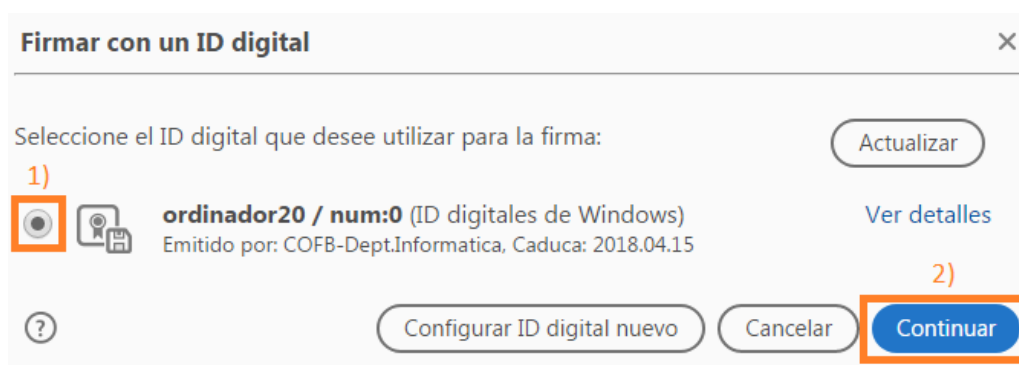 Firmar con un ID digital
Seleccione el ID digital que desee utilizar para la firma:
Actualizar
1)
ordinador20 / num:0 (ID digitales de Windows)
Ver detalles
Emitido por: COFB-Dept.Informatica, Caduca: 2018.04.15
2)
?
Configurar ID digital nuevo
Cancelar
Continuar